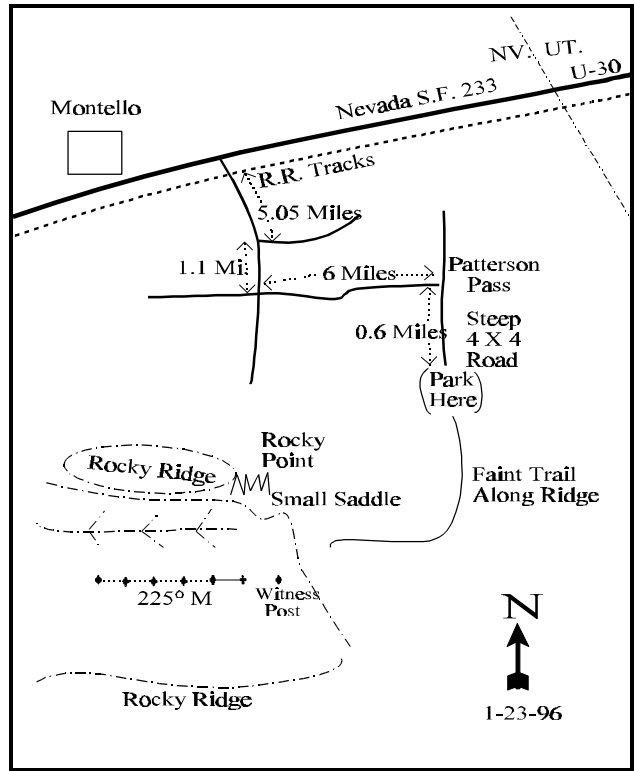 NV. UT.
U-30
Nevada S.F. 233
Montello
R.R. Tracks
5.05 Miles
1.1 Mi.
6 Miles
Patterson
Pass
0.6 Miles
Steep
4 X 4
Road
Park
Here
Rocky
Point
Rocky Ridge
Small Saddle
Faint Trail
Along Ridge
225° M
Witness
Post
N
Rocky Ridge
1-23-96